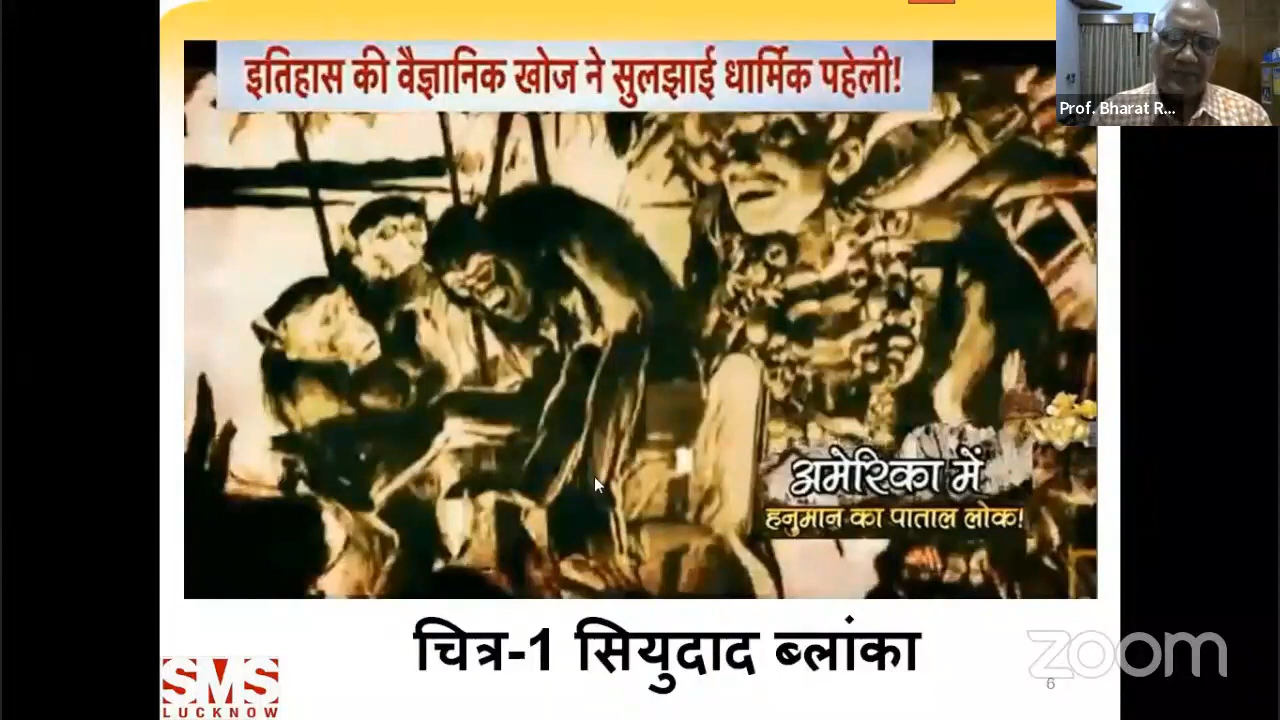 इतिहास की वैज्ञानिक खोज ने सुलझाई धार्मिक पहेली!
Prof. Bharat R...
अमेरिका में
हनुमान का पाताल लोक!
चित्र-1 सियुदाद ब्लांका
SMS
LUCKNOW
zoom
6